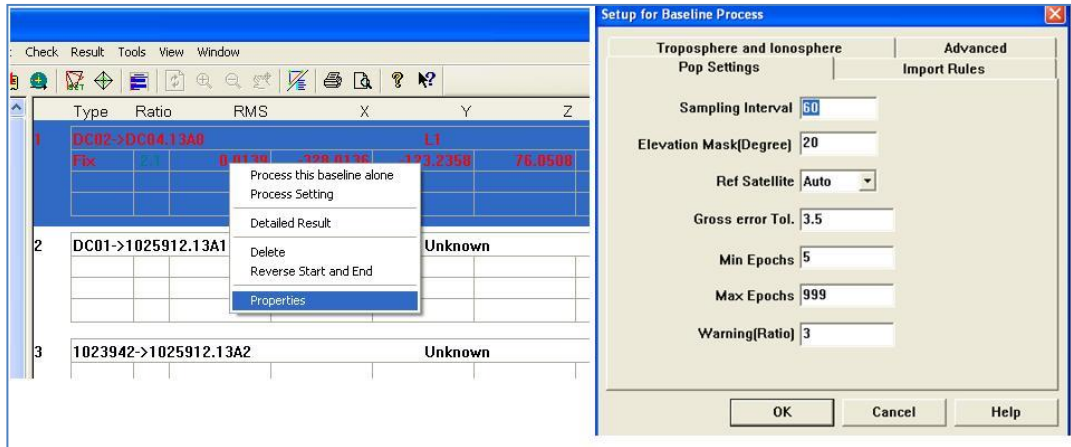 Check Result Tools View Window
Type Ratio RMS X Y Z
1 DC02->DC04.13A0 L1
Fix 2.1 0.0139 -328.0136 -123.2358 76.0508
Process this baseline alone
Process Setting
Detailed Result
Delete
Reverse Start and End
Properties
2 DC01->1025912.13A1 Unknown
3 1023942->1025912.13A2 Unknown
Setup for Baseline Process
Troposphere and Ionosphere Advanced
Pop Settings Import Rules
Sampling Interval 60
Elevation Mask(Degree) 20
Ref Satellite Auto
Gross error Tol. 3.5
Min Epochs 5
Max Epochs 999
Warning(Ratio) 3
OK Cancel Help